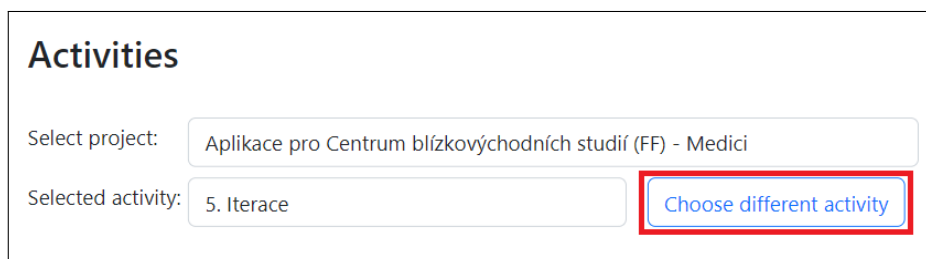 Activities
Select project: Aplikace pro Centrum blízkovýchodních studií (FF) - Medici
Selected activity: 5. Iterace Choose different activity